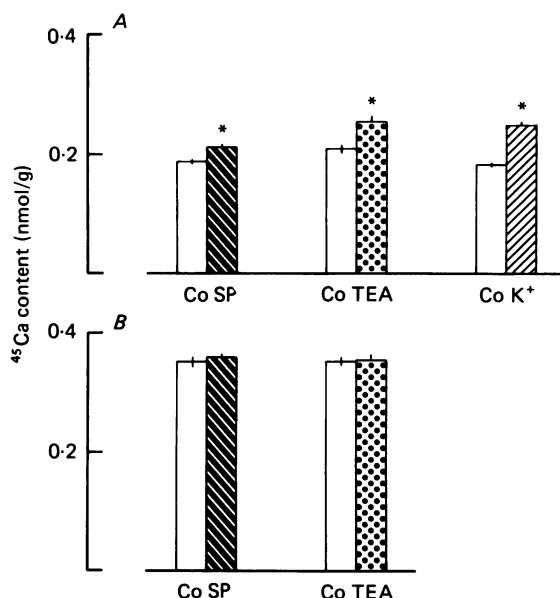 A
0·4
*
*
*
0·2
Co SP
Co TEA
Co K⁺
⁴⁵Ca content (nmol/g)
B
0·4
0·2
Co SP
Co TEA